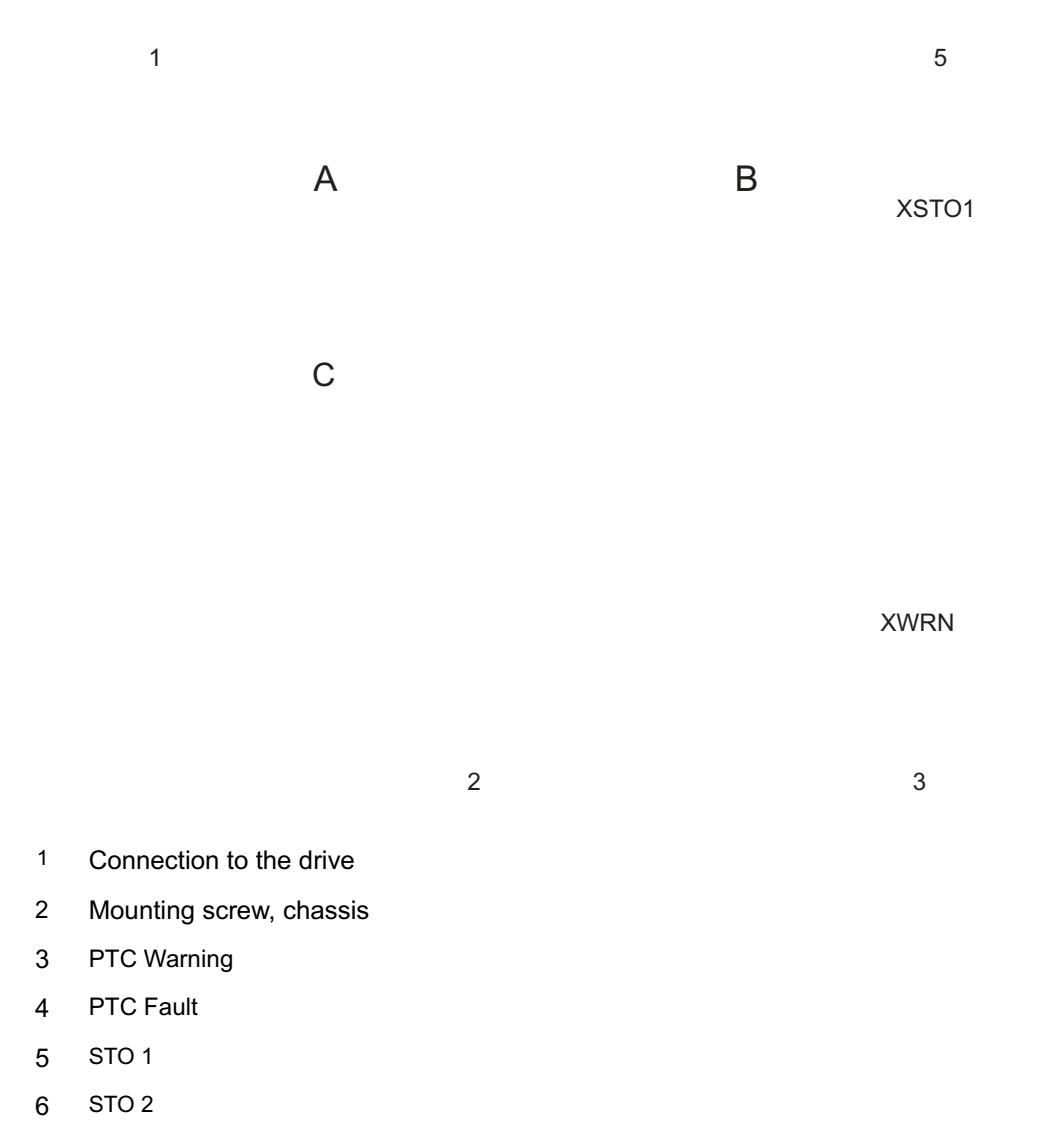 1
5
A
B
XSTO1
C
XWRN
2
3
1 Connection to the drive
2 Mounting screw, chassis
3 PTC Warning
4 PTC Fault
5 STO 1
6 STO 2